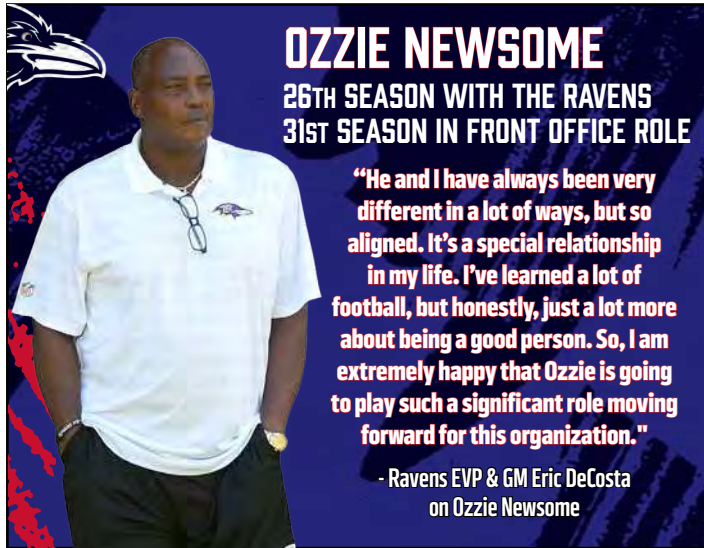 OZZIE NEWSOME
26TH SEASON WITH THE RAVENS
31ST SEASON IN FRONT OFFICE ROLE
“He and I have always been very
different in a lot of ways, but so
aligned. It’s a special relationship
in my life. I’ve learned a lot of
football, but honestly, just a lot more
about being a good person. So, I am
extremely happy that Ozzie is going
to play such a significant role moving
forward for this organization."
- Ravens EVP & GM Eric DeCosta
on Ozzie Newsome